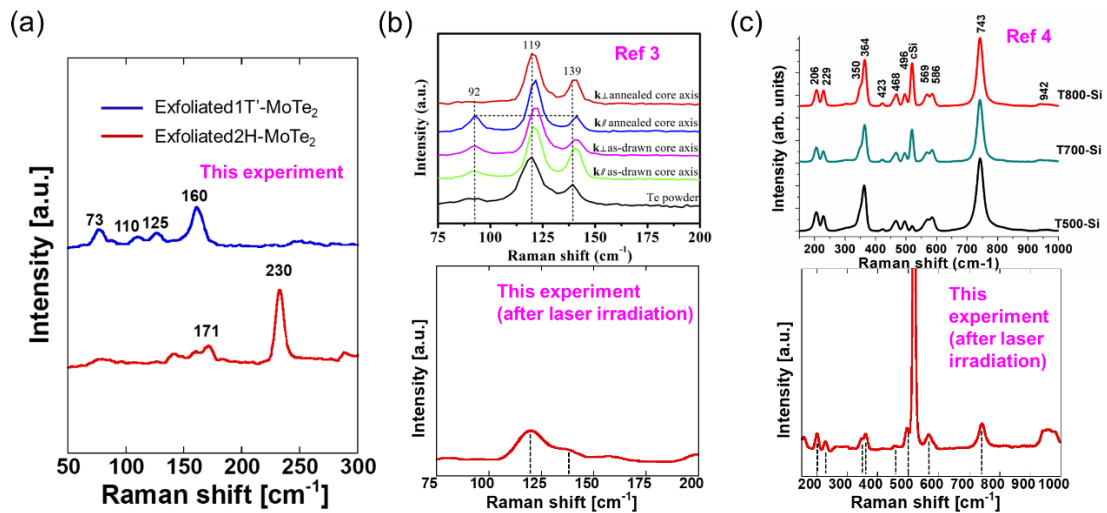 (a)
Exfoliated1T'-MoTe2
Exfoliated2H-MoTe2
This experiment
73
110
125
160
171
230
Intensity [a.u.]
50 100 150 200 250 300
Raman shift [cm-1]
(b)
Ref 3
92
119
139
k⊥ annealed core axis
k∥ annealed core axis
k⊥ as-drawn core axis
k∥ as-drawn core axis
Te powder
Intensity (a.u.)
75 100 125 150 175 200
Raman shift (cm-1)
This experiment
(after laser irradiation)
Intensity [a.u.]
75 100 125 150 175 200
Raman shift [cm-1]
(c)
Ref 4
206
229
350
364
423
468
496
cSi
569
586
743
942
T800-Si
T700-Si
T500-Si
Intensity (arb. units)
200 300 400 500 600 700 800 900 1000
Raman shift (cm-1)
This
experiment
(after laser
irradiation)
Intensity [a.u.]
200 300 400 500 600 700 800 900 1000
Raman shift [cm-1]